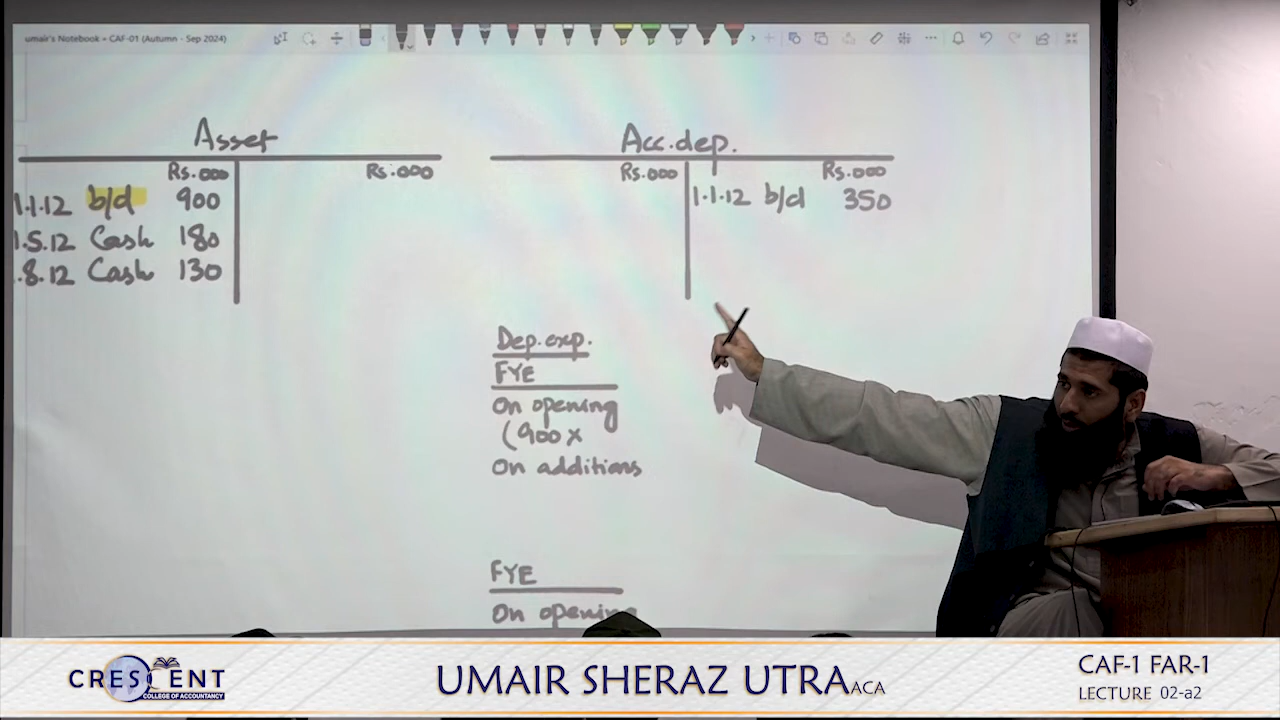 umair's Notebook – CAF-01 (Autumn - Sep 2024)
Asset
Rs.000 Rs.000
1.1.12 b/d 900
1.5.12 Cash 180
.8.12 Cash 130
Acc.dep.
Rs.000 Rs.000
1.1.12 b/d 350
Dep.exp.
FYE
On opening
(900 x
On additions
FYE
On opening
CRESCENT
COLLEGE OF ACCOUNTANCY
UMAIR SHERAZ UTRA ACA
CAF-1 FAR-1
LECTURE 02-a2